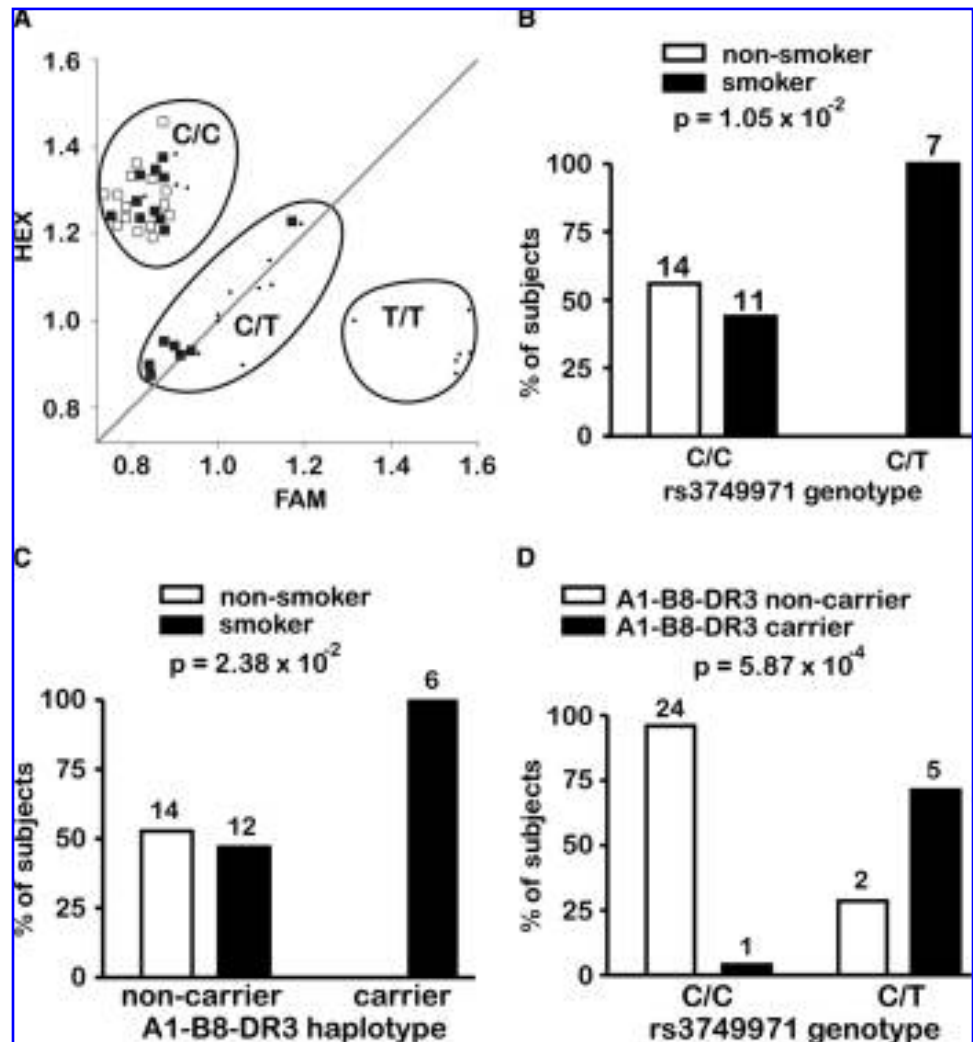 A
1.6
1.4
1.2
1.0
0.8
HEX
C/C
C/T
T/T
0.8 1.0 1.2 1.4 1.6
FAM
B
non-smoker
smoker
p = 1.05 x 10-2
100
75
50
25
0
% of subjects
14
11
7
C/C C/T
rs3749971 genotype
C
non-smoker
smoker
p = 2.38 x 10-2
100
75
50
25
0
% of subjects
14
12
6
non-carrier carrier
A1-B8-DR3 haplotype
D
A1-B8-DR3 non-carrier
A1-B8-DR3 carrier
p = 5.87 x 10-4
100
75
50
25
0
% of subjects
24
1
2
5
C/C C/T
rs3749971 genotype